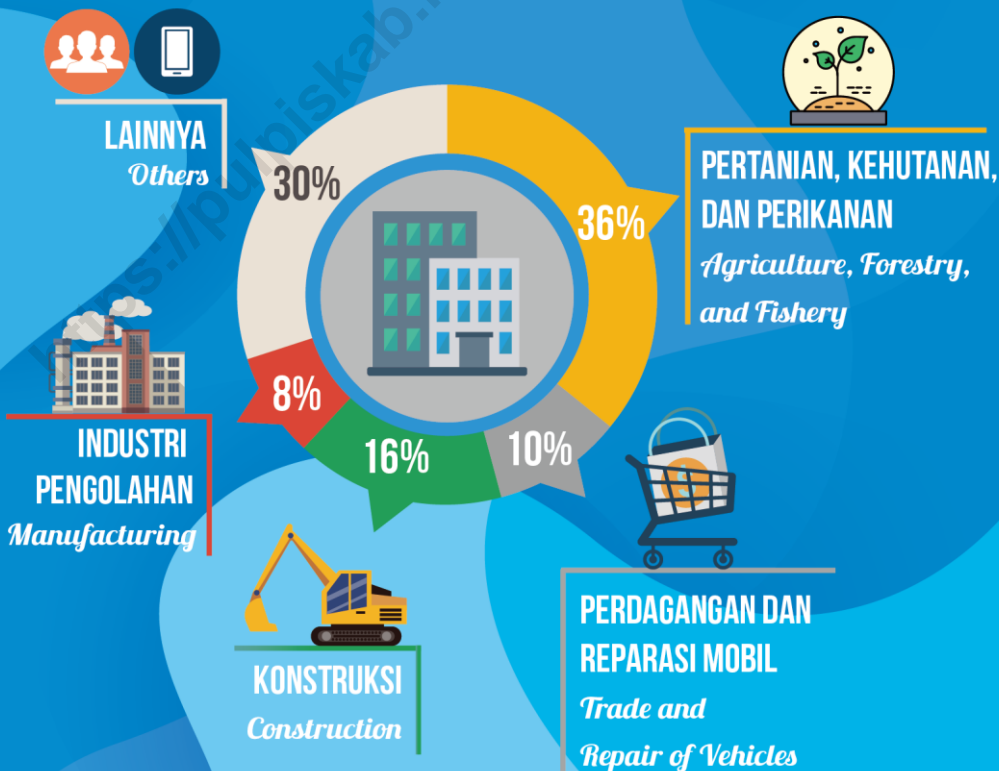 LAINNYA
Others
30%
36%
PERTANIAN, KEHUTANAN,
DAN PERIKANAN
Agriculture, Forestry,
and Fishery
8%
16%
10%
INDUSTRI
PENGOLAHAN
Manufacturing
KONSTRUKSI
Construction
PERDAGANGAN DAN
REPARASI MOBIL
Trade and
Repair of Vehicles